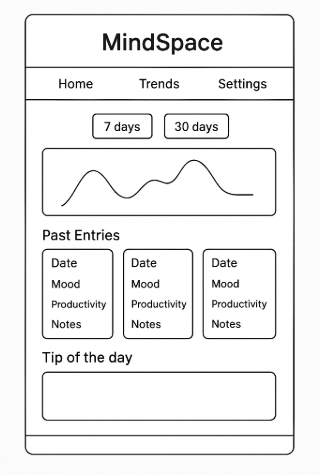 MindSpace
Home Trends Settings
7 days 30 days
Past Entries
Date Date Date
Mood Mood Mood
Productivity Productivity Productivity
Notes Notes Notes
Tip of the day